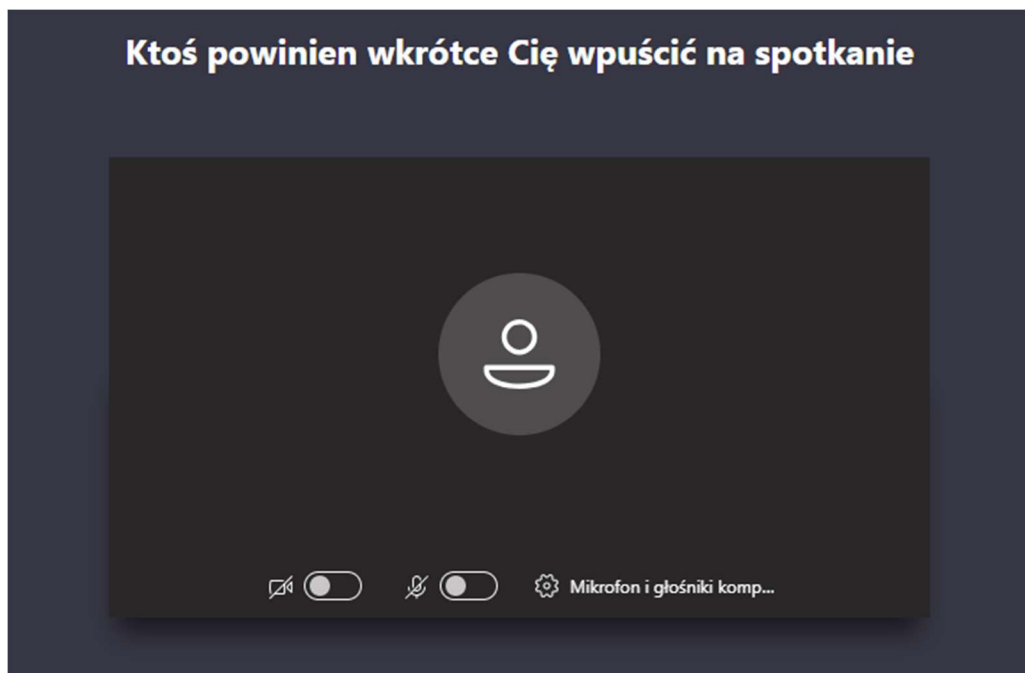 Ktoś powinien wkrótce Cię wpuścić na spotkanie
Mikrofon i głośniki komp...